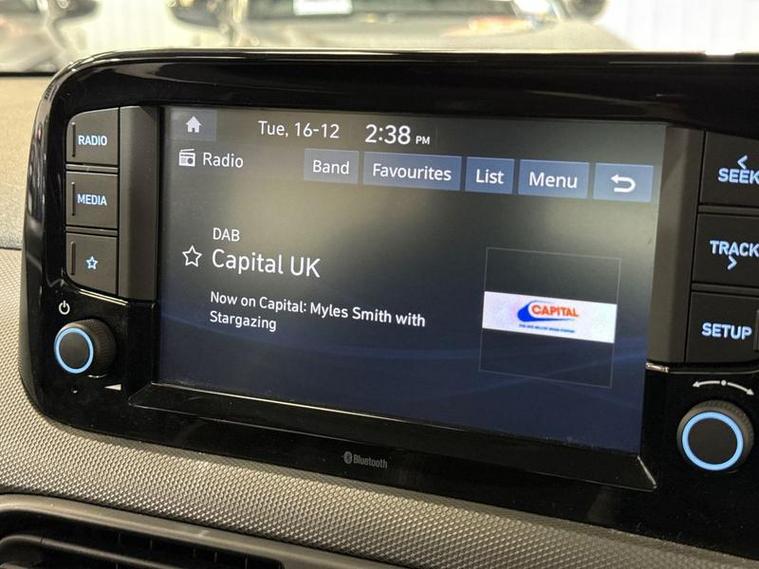 Tue, 16-12 2:38 PM
RADIO
Radio
Band Favourites List Menu
SEEK
MEDIA
DAB
Capital UK
TRACK
Now on Capital: Myles Smith with
Stargazing
CAPITAL
SETUP
Bluetooth